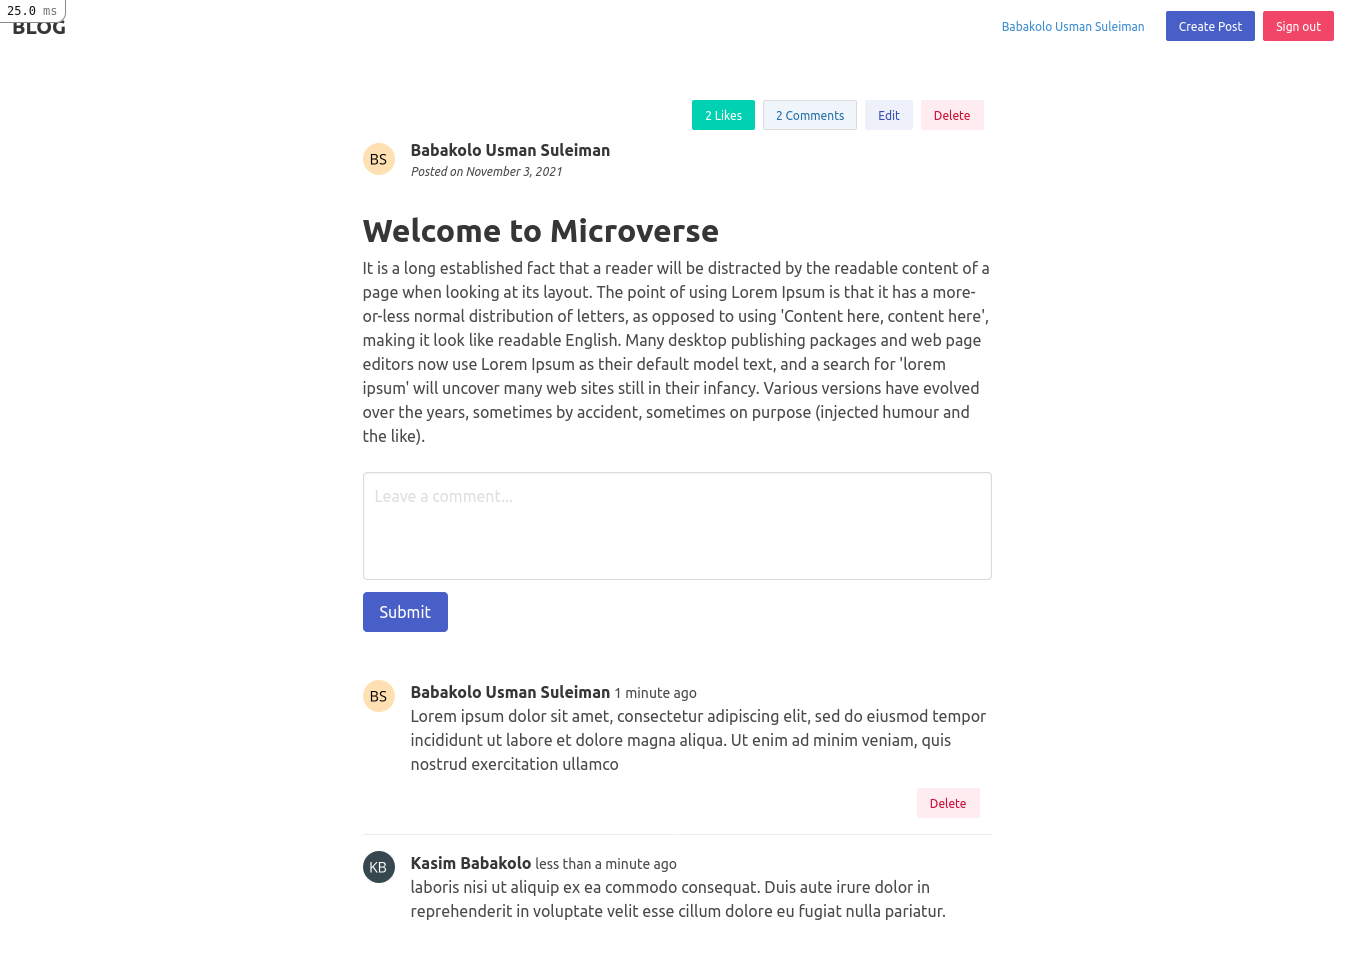 25.0 ms
BLOG
Babakolo Usman Suleiman
Create Post
Sign out
2 Likes
2 Comments
Edit
Delete
BS
Babakolo Usman Suleiman
Posted on November 3, 2021
Welcome to Microverse
It is a long established fact that a reader will be distracted by the readable content of a
page when looking at its layout. The point of using Lorem Ipsum is that it has a more-
or-less normal distribution of letters, as opposed to using 'Content here, content here',
making it look like readable English. Many desktop publishing packages and web page
editors now use Lorem Ipsum as their default model text, and a search for 'lorem
ipsum' will uncover many web sites still in their infancy. Various versions have evolved
over the years, sometimes by accident, sometimes on purpose (injected humour and
the like).
Leave a comment...
Submit
BS
Babakolo Usman Suleiman 1 minute ago
Lorem ipsum dolor sit amet, consectetur adipiscing elit, sed do eiusmod tempor
incididunt ut labore et dolore magna aliqua. Ut enim ad minim veniam, quis
nostrud exercitation ullamco
Delete
KB
Kasim Babakolo less than a minute ago
laboris nisi ut aliquip ex ea commodo consequat. Duis aute irure dolor in
reprehenderit in voluptate velit esse cillum dolore eu fugiat nulla pariatur.